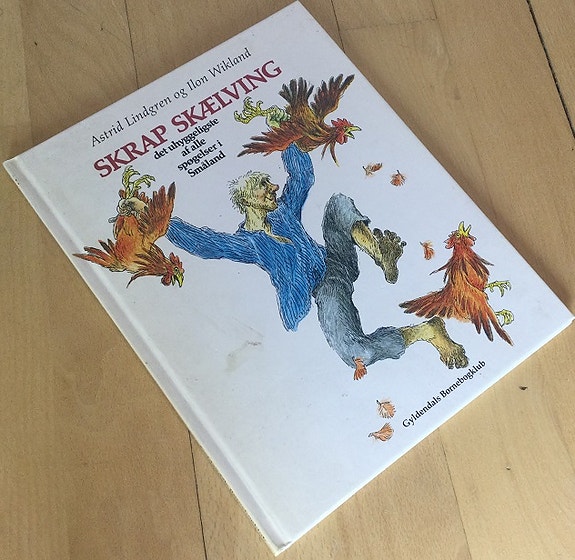 Astrid Lindgren og Ilon Wikland
SKRAP SKÆLVING
det uhyggeligste
af alle
spøgelser i
Småland
Gyldendals Børnebogklub